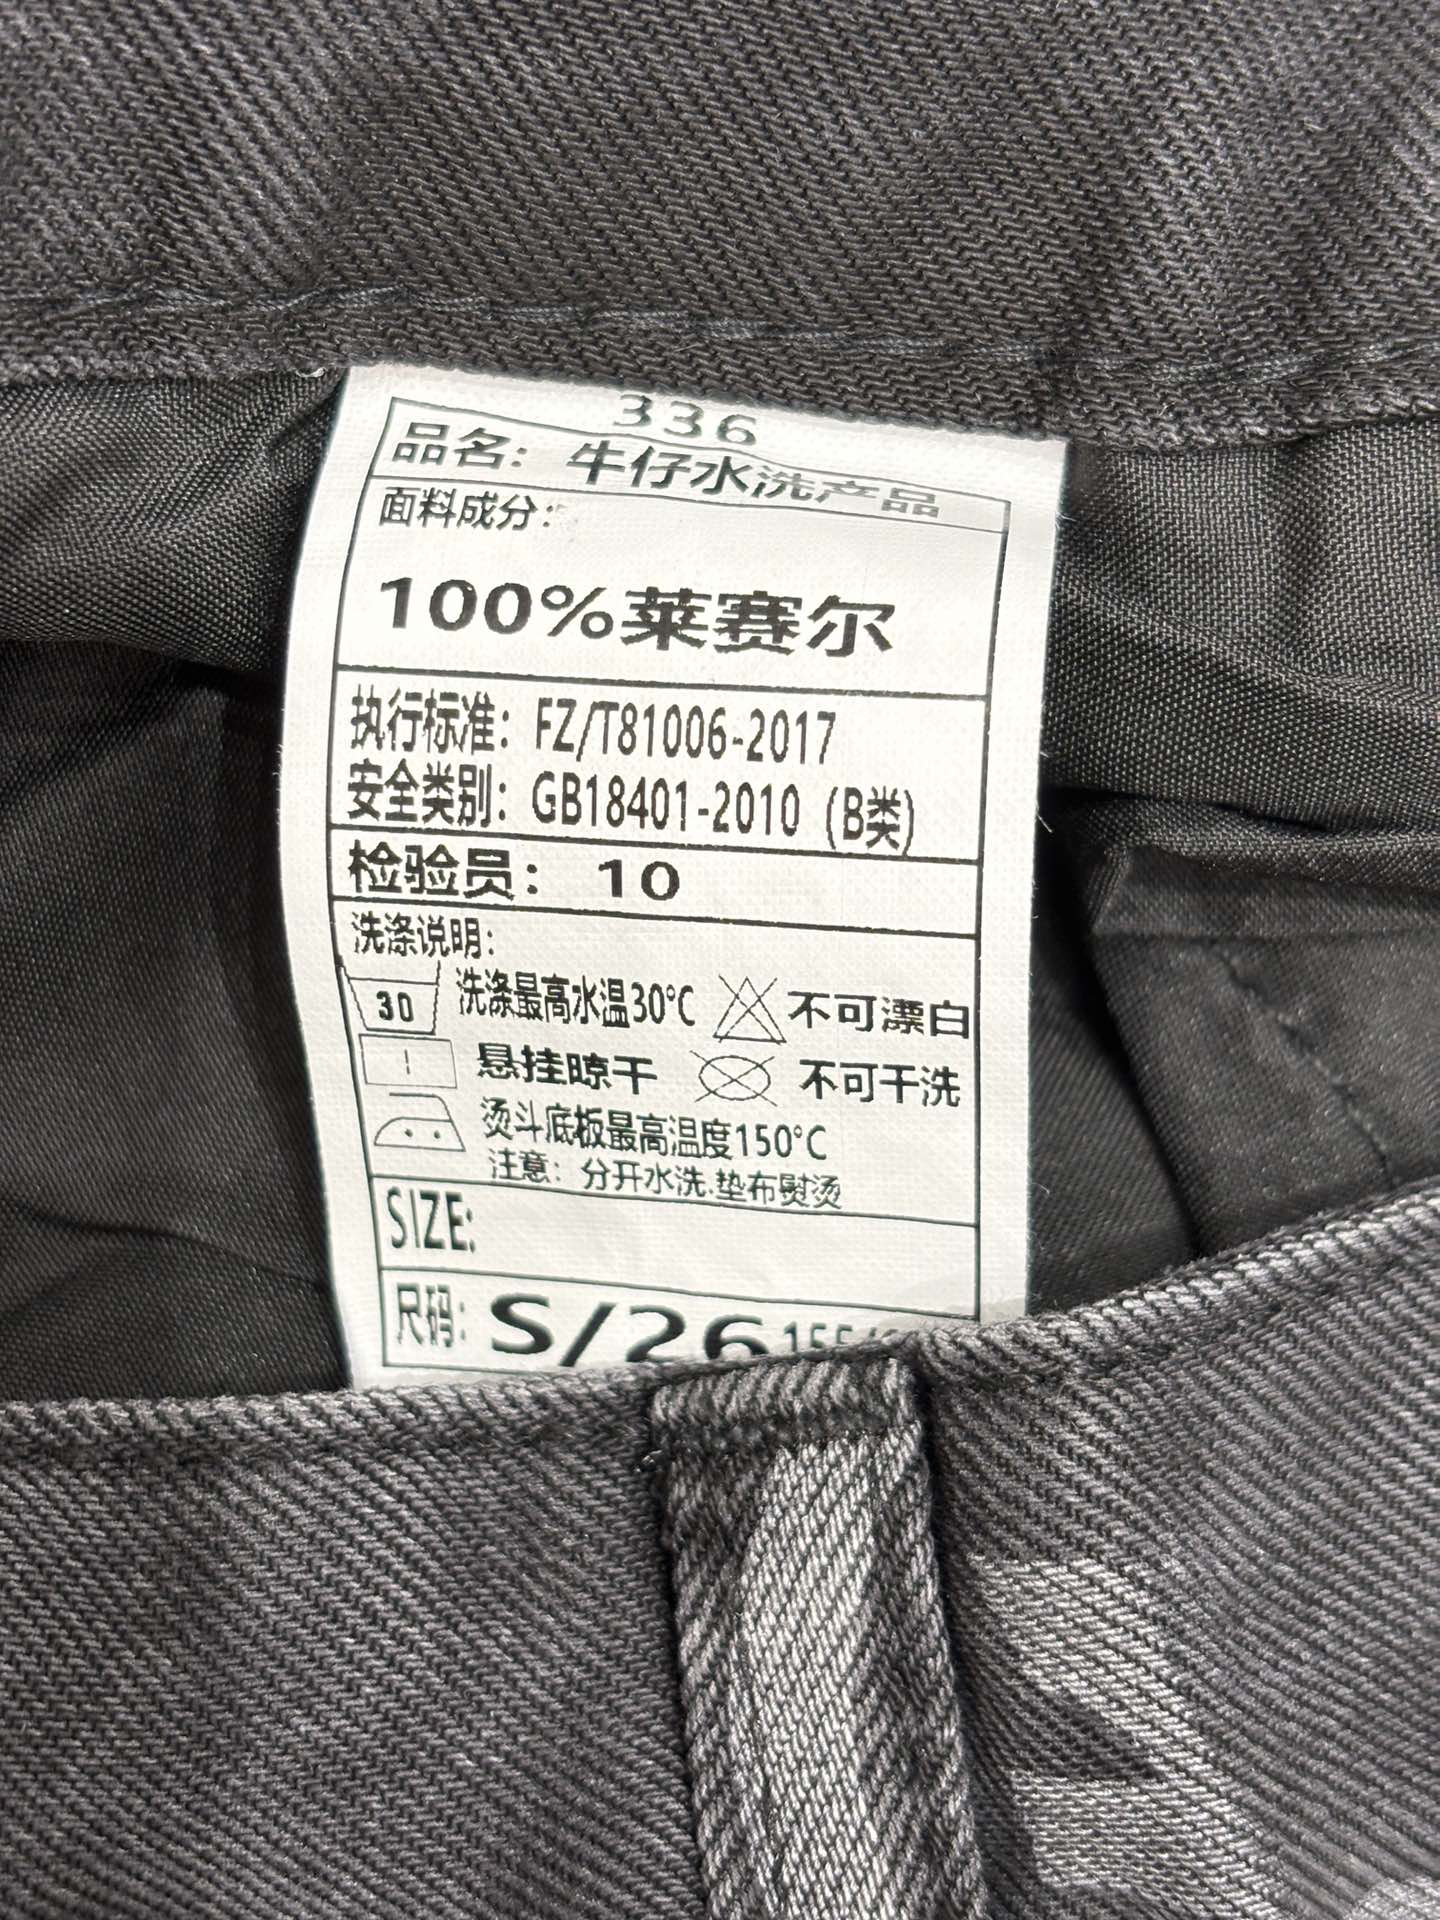 336
品名：牛仔水洗产品
面料成分：
100%莱赛尔
执行标准：FZ/T81006-2017
安全类别：GB18401-2010（B类）
检验员：10
洗涤说明：
30 洗涤最高水温30°C 不可漂白
悬挂晾干 不可干洗
烫斗底板最高温度150°C
注意：分开水洗.垫布熨烫
SIZE:
尺码：S/26